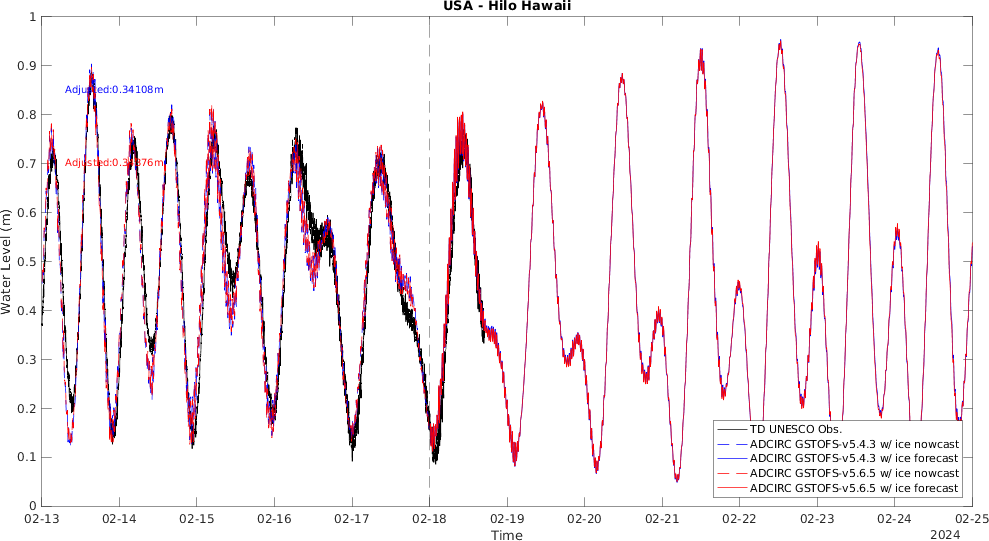 USA - Hilo Hawaii
1
0.9
Adjusted:0.34108m
0.8
0.7
0.6
0.5
0.4
0.3
0.2
0.1
0
Water Level (m)
TD UNESCO Obs.
ADCIRC GSTOFS-v5.4.3 w/ ice nowcast
ADCIRC GSTOFS-v5.4.3 w/ ice forecast
ADCIRC GSTOFS-v5.6.5 w/ ice nowcast
ADCIRC GSTOFS-v5.6.5 w/ ice forecast
02-13 02-14 02-15 02-16 02-17 02-18 02-19 02-20 02-21 02-22 02-23 02-24 02-25
Time
2024